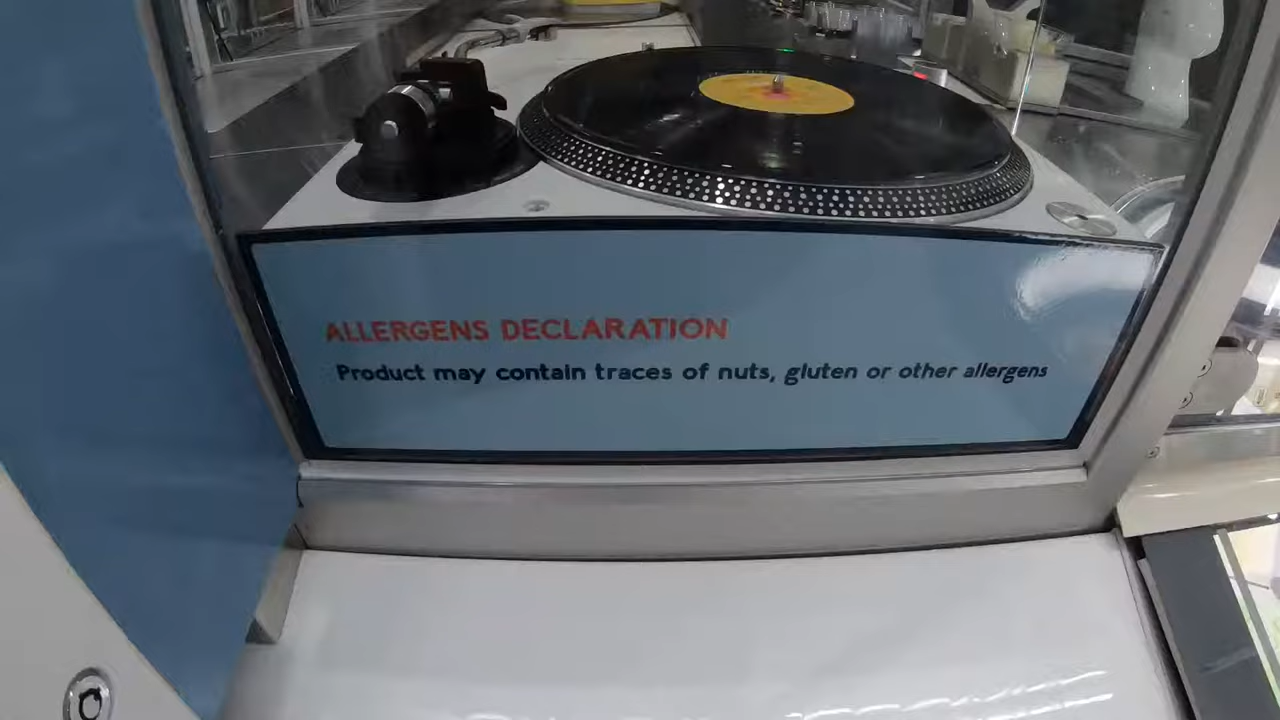 ALLERGENS DECLARATION
Product may contain traces of nuts, gluten or other allergens